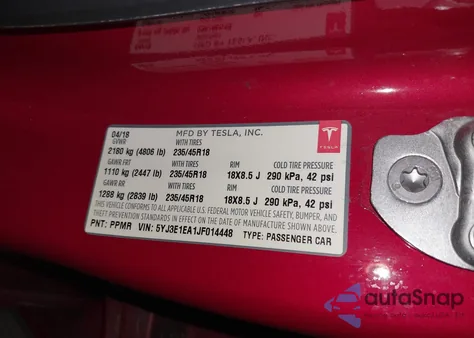 04/18 MFD BY TESLA, INC.
GVWR WITH TIRES
2180 kg (4806 lb) 235/45R18
GAWR FRT WITH TIRES RIM COLD TIRE PRESSURE
1110 kg (2447 lb) 235/45R18 18X8.5 J 290 kPa, 42 psi
GAWR RR WITH TIRES RIM COLD TIRE PRESSURE
1288 kg (2839 lb) 235/45R18 18X8.5 J 290 kPa, 42 psi
THIS VEHICLE CONFORMS TO ALL APPLICABLE U.S. FEDERAL MOTOR VEHICLE SAFETY, BUMPER, AND
THEFT PREVENTION STANDARDS IN EFFECT ON THE DATE OF MANUFACTURE SHOWN ABOVE.
PNT: PPMR VIN: 5YJ3E1EA1JF014448 TYPE: PASSENGER CAR
TESLA
autaSnap